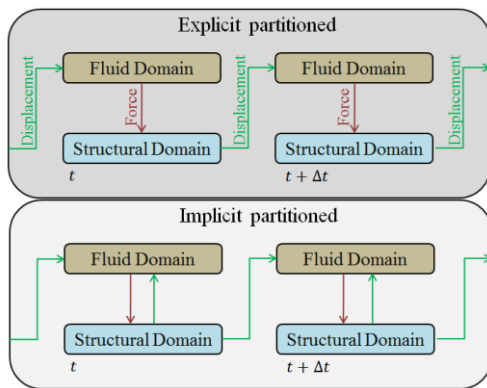 Explicit partitioned
Displacement
Fluid Domain
Force
Structural Domain
t
Displacement
Fluid Domain
Force
Structural Domain
t + Δt
Displacement
Implicit partitioned
Fluid Domain
Fluid Domain
Structural Domain
Structural Domain
t
t + Δt